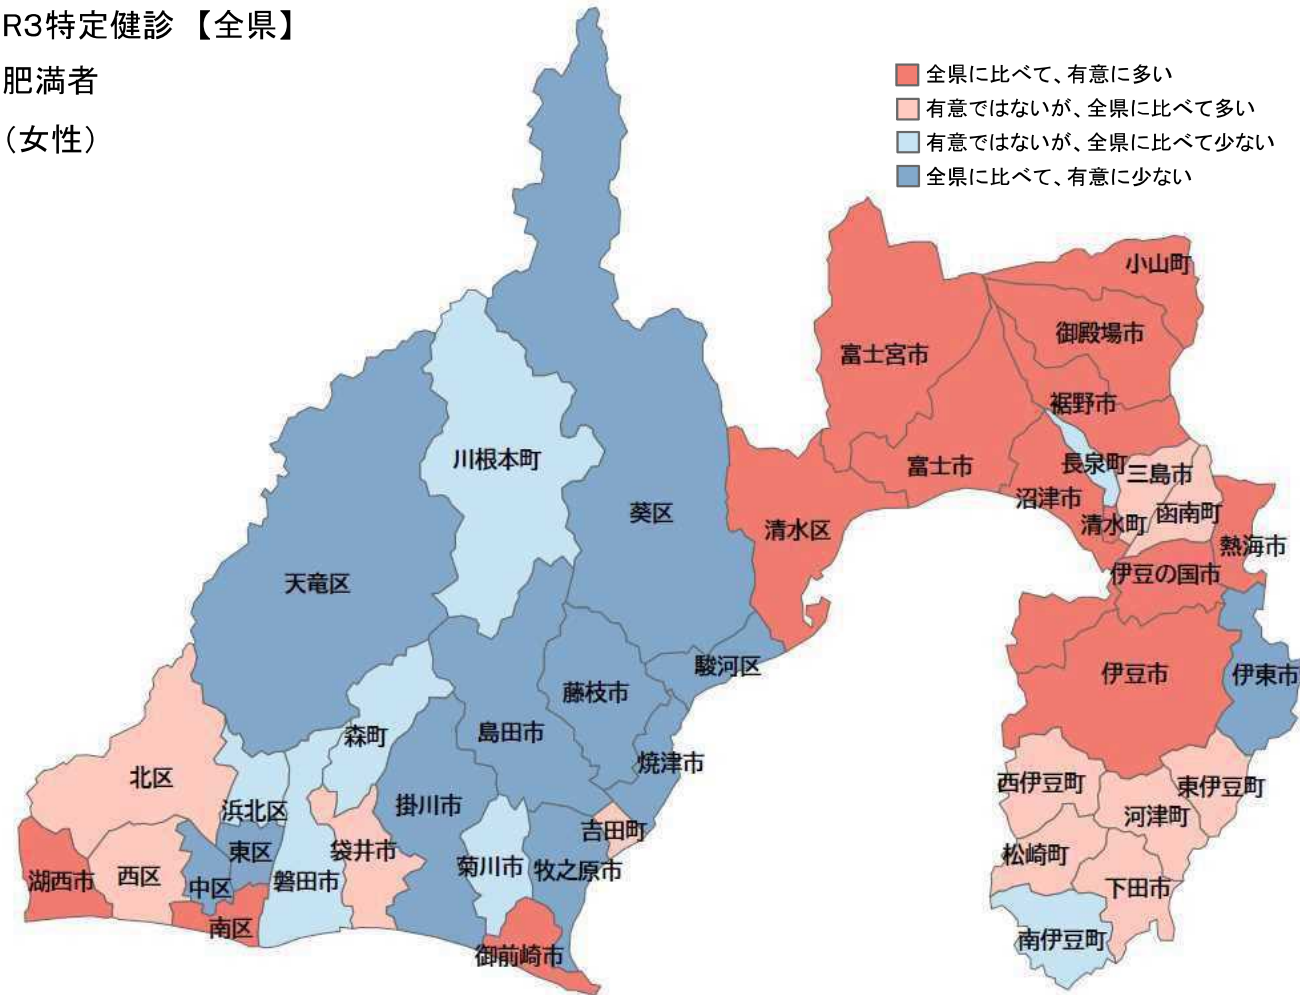 R3特定健診 【全県】
肥満者
（女性）
全県に比べて、有意に多い
有意ではないが、全県に比べて多い
有意ではないが、全県に比べて少ない
全県に比べて、有意に少ない
小山町
御殿場市
富士宮市
裾野市
川根本町
富士市
長泉町
三島市
沼津市
葵区
函南町
清水町
清水区
熱海市
伊豆の国市
天竜区
駿河区
伊豆市
伊東市
藤枝市
島田市
森町
焼津市
北区
西伊豆町
東伊豆町
浜北区
掛川市
河津町
吉田町
東区
袋井市
松崎町
菊川市
牧之原市
湖西市
西区
中区
磐田市
下田市
南区
南伊豆町
御前崎市